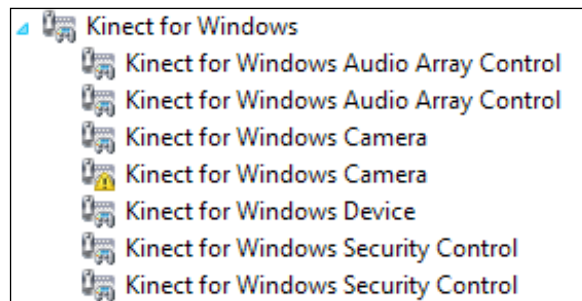 Kinect for Windows
Kinect for Windows Audio Array Control
Kinect for Windows Audio Array Control
Kinect for Windows Camera
Kinect for Windows Camera
Kinect for Windows Device
Kinect for Windows Security Control
Kinect for Windows Security Control